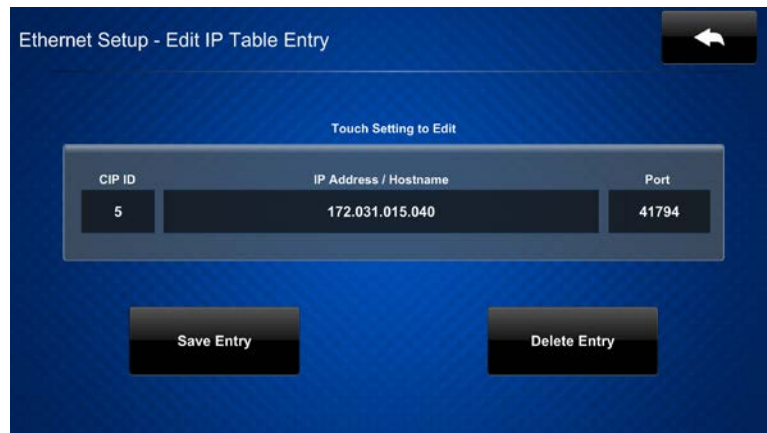 Ethernet Setup - Edit IP Table Entry
Touch Setting to Edit
CIP ID IP Address / Hostname Port
5 172.031.015.040 41794
Save Entry Delete Entry